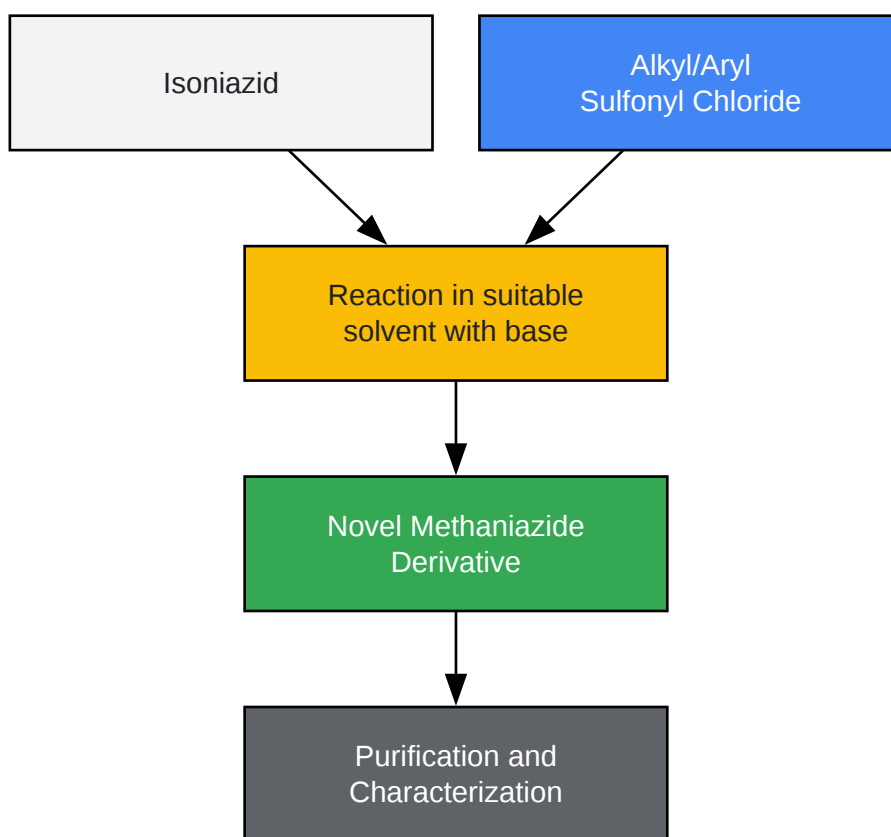 Isoniazid
Alkyl/Aryl
Sulfonyl Chloride
Reaction in suitable
solvent with base
Novel Methaniazide
Derivative
Purification and
Characterization